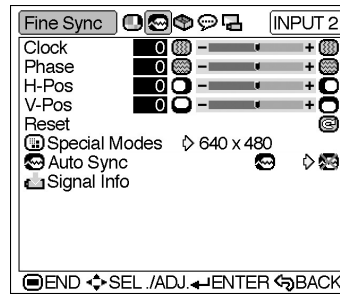 Fine Sync INPUT 2
Clock 0 - +
Phase 0 - +
H-Pos 0 - +
V-Pos 0 - +
Reset
Special Modes 640 x 480
Auto Sync
Signal Info
END SEL./ADJ. ENTER BACK